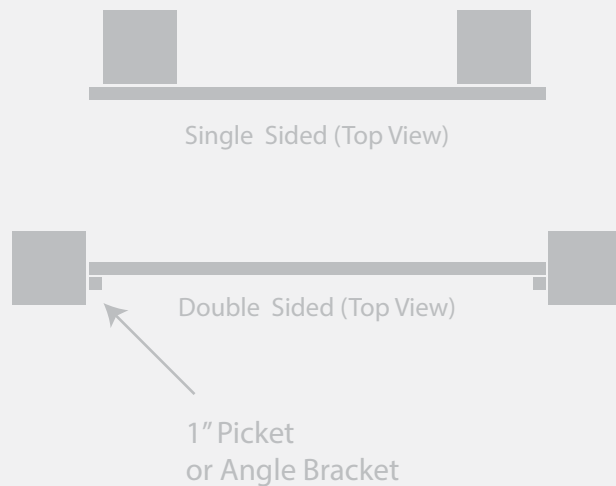 Single Sided (Top View)
Double Sided (Top View)
1” Picket
or Angle Bracket